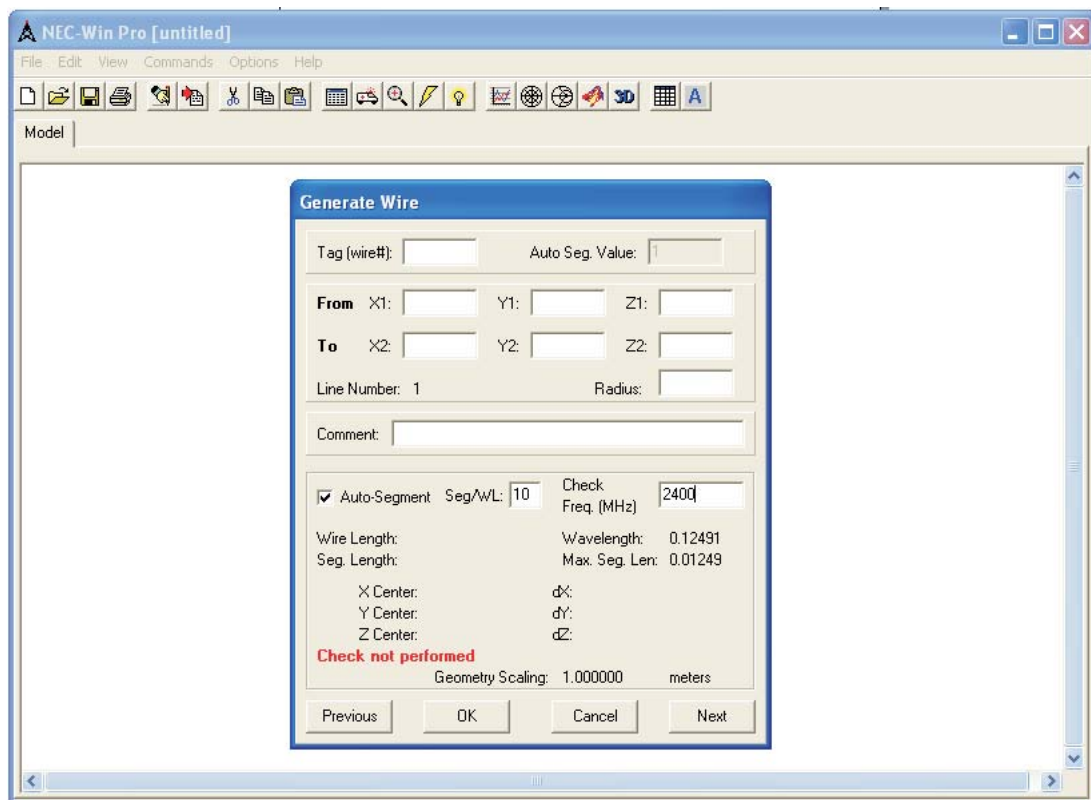 NEC-Win Pro [untitled]
File Edit View Commands Options Help
3D A
Model
Generate Wire
Tag (wire#): Auto Seg. Value: 1
From X1: Y1: Z1:
To X2: Y2: Z2:
Line Number: 1 Radius:
Comment:
Auto-Segment Seg/WL: 10 Check Freq. (MHz) 2400
Wire Length: Wavelength: 0.12491
Seg. Length: Max. Seg. Len: 0.01249
X Center: dX:
Y Center: dY:
Z Center: dZ:
Check not performed
Geometry Scaling: 1.000000 meters
Previous OK Cancel Next